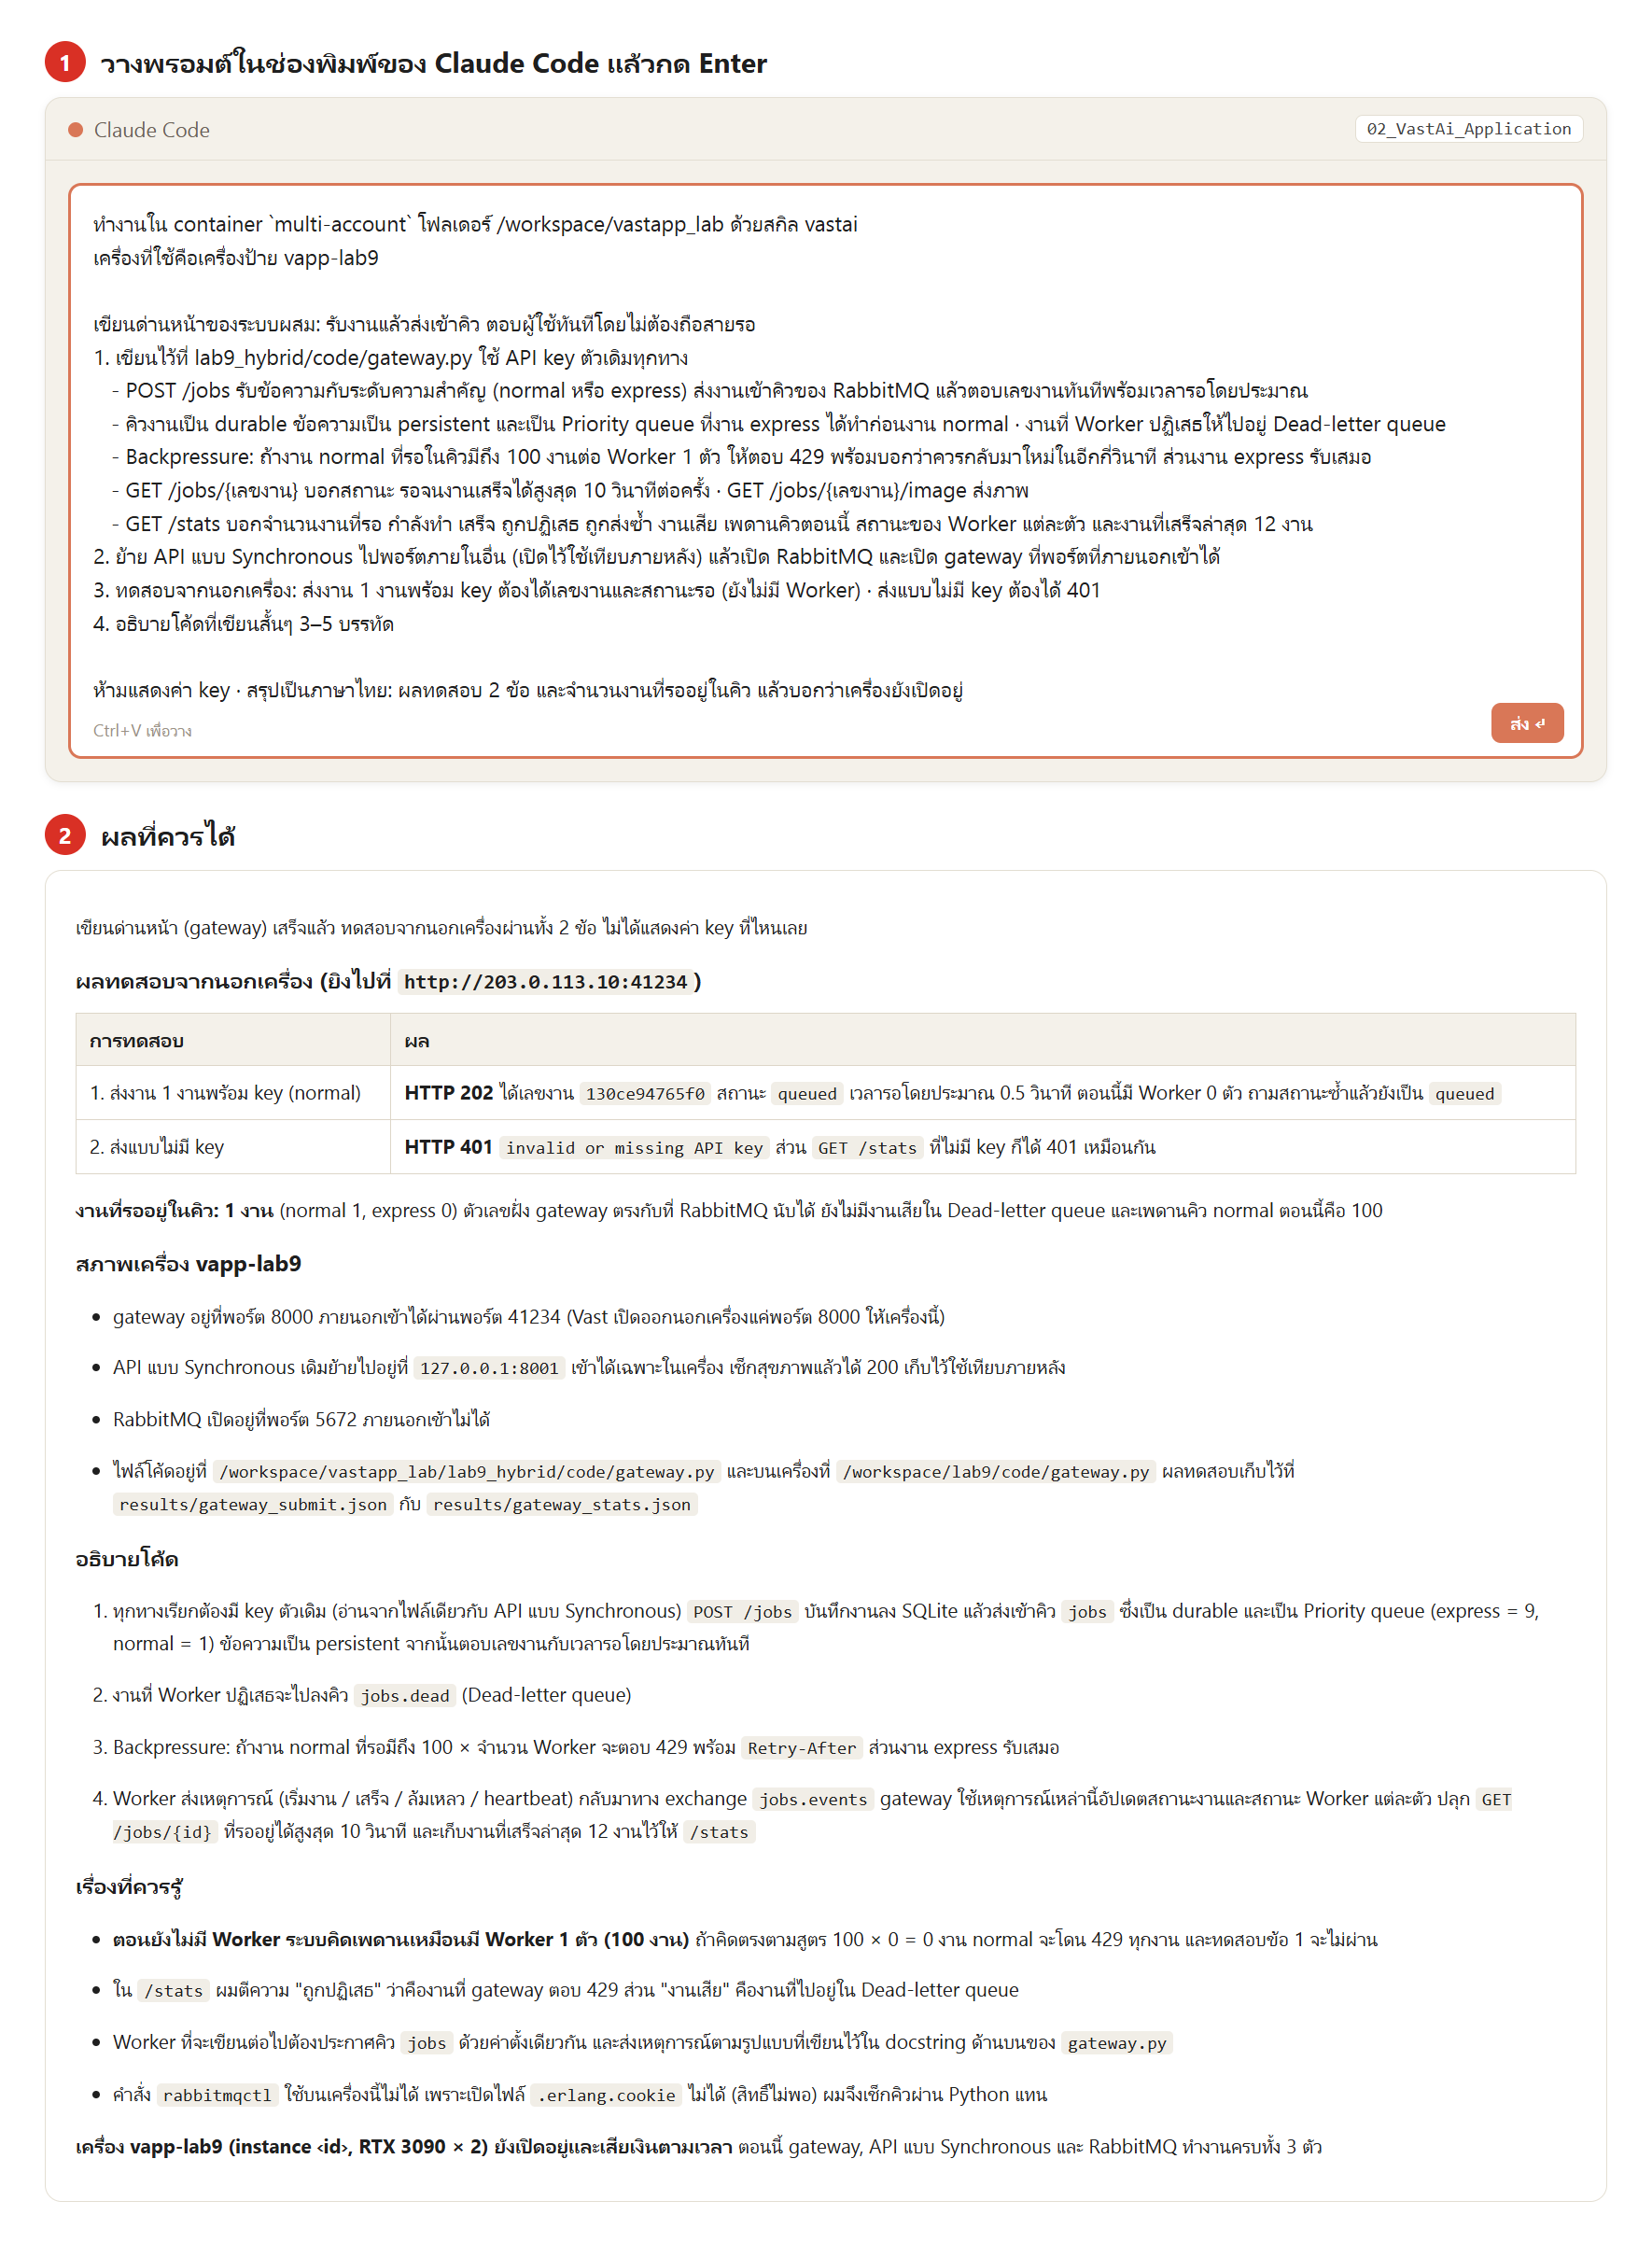 1 วางพรอมต์ในช่องพิมพ์ของ Claude Code แล้วกด Enter
Claude Code
02_VastAi_Application
ทำงานใน container `multi-account` โฟลเดอร์ /workspace/vastapp_lab ด้วยสกิล vastai
เครื่องที่ใช้คือเครื่องป้าย vapp-lab9
เขียนด่านหน้าของระบบผสม: รับงานแล้วส่งเข้าคิว ตอบผู้ใช้ทันทีโดยไม่ต้องถือสายรอ
1. เขียนไว้ที่ lab9_hybrid/code/gateway.py ใช้ API key ตัวเดิมทุกทาง
- POST /jobs รับข้อความกับระดับความสำคัญ (normal หรือ express) ส่งงานเข้าคิวของ RabbitMQ แล้วตอบเลขงานทันทีพร้อมเวลารอโดยประมาณ
- คิวงานเป็น durable ข้อความเป็น persistent และเป็น Priority queue ที่งาน express ได้ทำก่อนงาน normal · งานที่ Worker ปฏิเสธให้ไปอยู่ Dead-letter queue
- Backpressure: ถ้างาน normal ที่รอในคิวมีถึง 100 งานต่อ Worker 1 ตัว ให้ตอบ 429 พร้อมบอกว่าควรกลับมาใหม่ในอีกกี่วินาที ส่วนงาน express รับเสมอ
- GET /jobs/{เลขงาน} บอกสถานะ รอจนงานเสร็จได้สูงสุด 10 วินาทีต่อครั้ง · GET /jobs/{เลขงาน}/image ส่งภาพ
- GET /stats บอกจำนวนงานที่รอ กำลังทำ เสร็จ ถูกปฏิเสธ ถูกส่งซ้ำ งานเสีย เพดานคิวตอนนี้ สถานะของ Worker แต่ละตัว และงานที่เสร็จล่าสุด 12 งาน
2. ย้าย API แบบ Synchronous ไปพอร์ตภายในอื่น (เปิดไว้ใช้เทียบภายหลัง) แล้วเปิด RabbitMQ และเปิด gateway ที่พอร์ตที่ภายนอกเข้าได้
3. ทดสอบจากนอกเครื่อง: ส่งงาน 1 งานพร้อม key ต้องได้เลขงานและสถานะรอ (ยังไม่มี Worker) · ส่งแบบไม่มี key ต้องได้ 401
4. อธิบายโค้ดที่เขียนสั้นๆ 3–5 บรรทัด
ห้ามแสดงค่า key · สรุปเป็นภาษาไทย: ผลทดสอบ 2 ข้อ และจำนวนงานที่รออยู่ในคิว แล้วบอกว่าเครื่องยังเปิดอยู่
Ctrl+V เพื่อวาง
ส่ง ↵
2 ผลที่ควรได้
เขียนด่านหน้า (gateway) เสร็จแล้ว ทดสอบจากนอกเครื่องผ่านทั้ง 2 ข้อ ไม่ได้แสดงค่า key ที่ไหนเลย
ผลทดสอบจากนอกเครื่อง (ยิงไปที่ http://203.0.113.10:41234)
การทดสอบ ผล
1. ส่งงาน 1 งานพร้อม key (normal) HTTP 202 ได้เลขงาน 130ce94765f0 สถานะ queued เวลารอโดยประมาณ 0.5 วินาที ตอนนี้มี Worker 0 ตัว ถามสถานะซ้ำแล้วยังเป็น queued
2. ส่งแบบไม่มี key HTTP 401 invalid or missing API key ส่วน GET /stats ที่ไม่มี key ก็ได้ 401 เหมือนกัน
งานที่รออยู่ในคิว: 1 งาน (normal 1, express 0) ตัวเลขฝั่ง gateway ตรงกับที่ RabbitMQ นับได้ ยังไม่มีงานเสียใน Dead-letter queue และเพดานคิว normal ตอนนี้คือ 100
สภาพเครื่อง vapp-lab9
• gateway อยู่ที่พอร์ต 8000 ภายนอกเข้าได้ผ่านพอร์ต 41234 (Vast เปิดออกนอกเครื่องแค่พอร์ต 8000 ให้เครื่องนี้)
• API แบบ Synchronous เดิมย้ายไปอยู่ที่ 127.0.0.1:8001 เข้าได้เฉพาะในเครื่อง เช็กสุขภาพแล้วได้ 200 เก็บไว้ใช้เทียบภายหลัง
• RabbitMQ เปิดอยู่ที่พอร์ต 5672 ภายนอกเข้าไม่ได้
• ไฟล์โค้ดอยู่ที่ /workspace/vastapp_lab/lab9_hybrid/code/gateway.py และบนเครื่องที่ /workspace/lab9/code/gateway.py ผลทดสอบเก็บไว้ที่
results/gateway_submit.json กับ results/gateway_stats.json
อธิบายโค้ด
1. ทุกทางเรียกต้องมี key ตัวเดิม (อ่านจากไฟล์เดียวกับ API แบบ Synchronous) POST /jobs บันทึกงานลง SQLite แล้วส่งเข้าคิว jobs ซึ่งเป็น durable และเป็น Priority queue (express = 9,
normal = 1) ข้อความเป็น persistent จากนั้นตอบเลขงานกับเวลารอโดยประมาณทันที
2. งานที่ Worker ปฏิเสธจะไปลงคิว jobs.dead (Dead-letter queue)
3. Backpressure: ถ้างาน normal ที่รอมีถึง 100 × จำนวน Worker จะตอบ 429 พร้อม Retry-After ส่วนงาน express รับเสมอ
4. Worker ส่งเหตุการณ์ (เริ่มงาน / เสร็จ / ล้มเหลว / heartbeat) กลับมาทาง exchange jobs.events gateway ใช้เหตุการณ์เหล่านี้อัปเดตสถานะงานและสถานะ Worker แต่ละตัว ปลุก GET
/jobs/{id} ที่รออยู่ได้สูงสุด 10 วินาที และเก็บงานที่เสร็จล่าสุด 12 งานไว้ให้ /stats
เรื่องที่ควรรู้
• ตอนยังไม่มี Worker ระบบคิดเพดานเหมือนมี Worker 1 ตัว (100 งาน) ถ้าคิดตรงตามสูตร 100 × 0 = 0 งาน normal จะโดน 429 ทุกงาน และทดสอบข้อ 1 จะไม่ผ่าน
• ใน /stats ผมตีความ "ถูกปฏิเสธ" ว่าคืองานที่ gateway ตอบ 429 ส่วน "งานเสีย" คืองานที่ไปอยู่ใน Dead-letter queue
• Worker ที่จะเขียนต่อไปต้องประกาศคิว jobs ด้วยค่าตั้งเดียวกัน และส่งเหตุการณ์ตามรูปแบบที่เขียนไว้ใน docstring ด้านบนของ gateway.py
• คำสั่ง rabbitmqctl ใช้บนเครื่องนี้ไม่ได้ เพราะเปิดไฟล์ .erlang.cookie ไม่ได้ (สิทธิ์ไม่พอ) ผมจึงเช็กคิวผ่าน Python แทน
เครื่อง vapp-lab9 (instance ‹id›, RTX 3090 × 2) ยังเปิดอยู่และเสียเงินตามเวลา ตอนนี้ gateway, API แบบ Synchronous และ RabbitMQ ทำงานครบทั้ง 3 ตัว